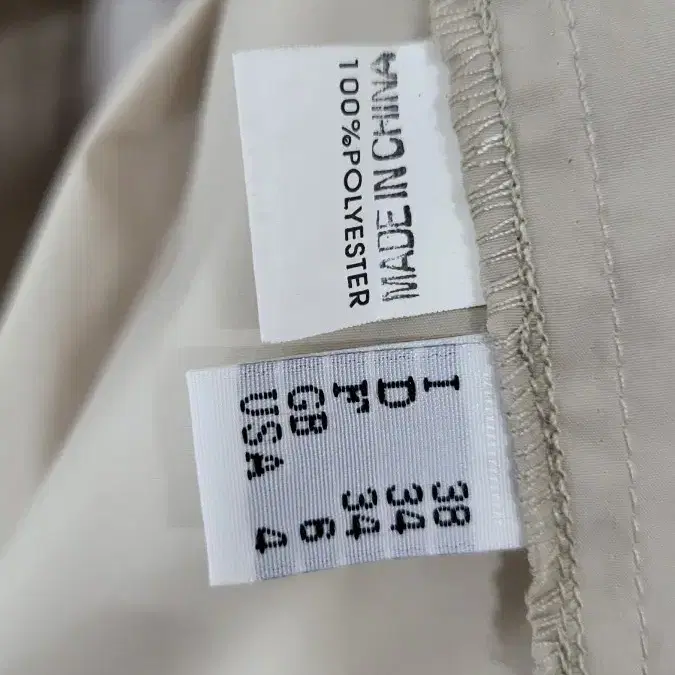 MADE IN CHINA
100%POLYESTER
I 38
D 34
F 34
GB 6
USA 4